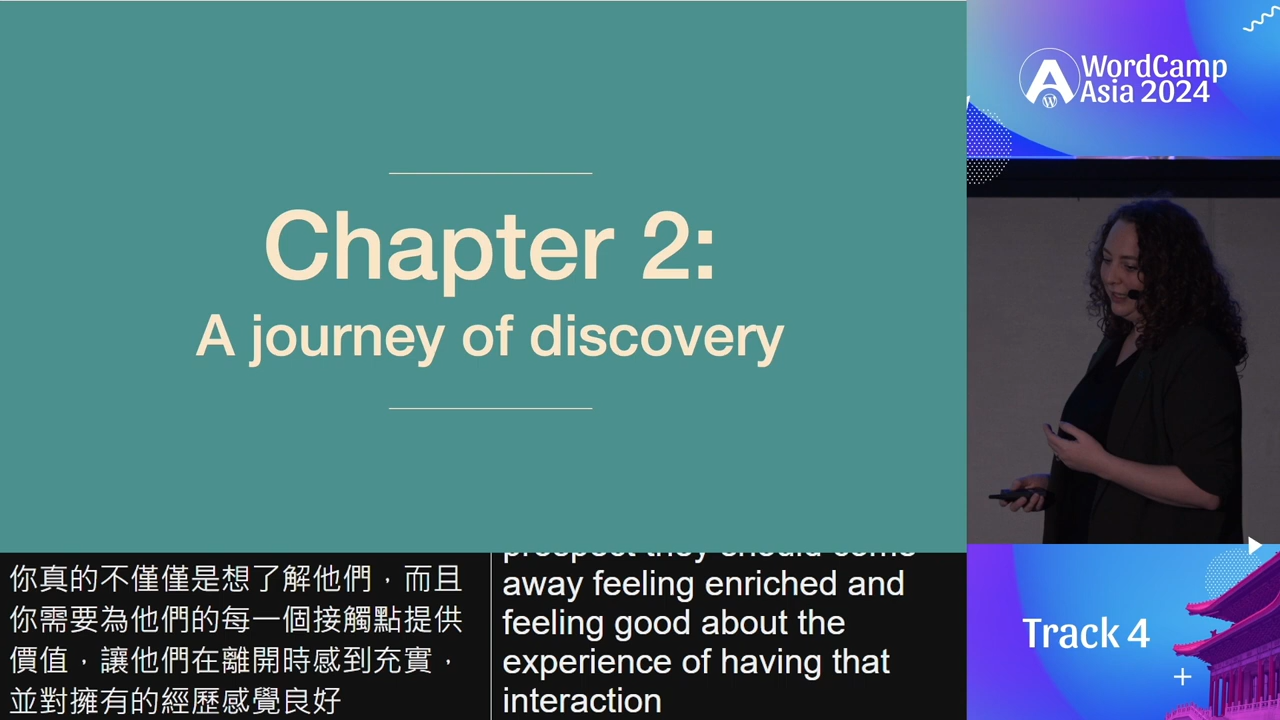 Chapter 2:
A journey of discovery
你真的不僅僅是想了解他們，而且
你需要為他們的每一個接觸點提供
價值，讓他們在離開時感到充實，
並對擁有的經歷感覺良好
prospect they should come
away feeling enriched and
feeling good about the
experience of having that
interaction
WordCamp
Asia 2024
Track 4